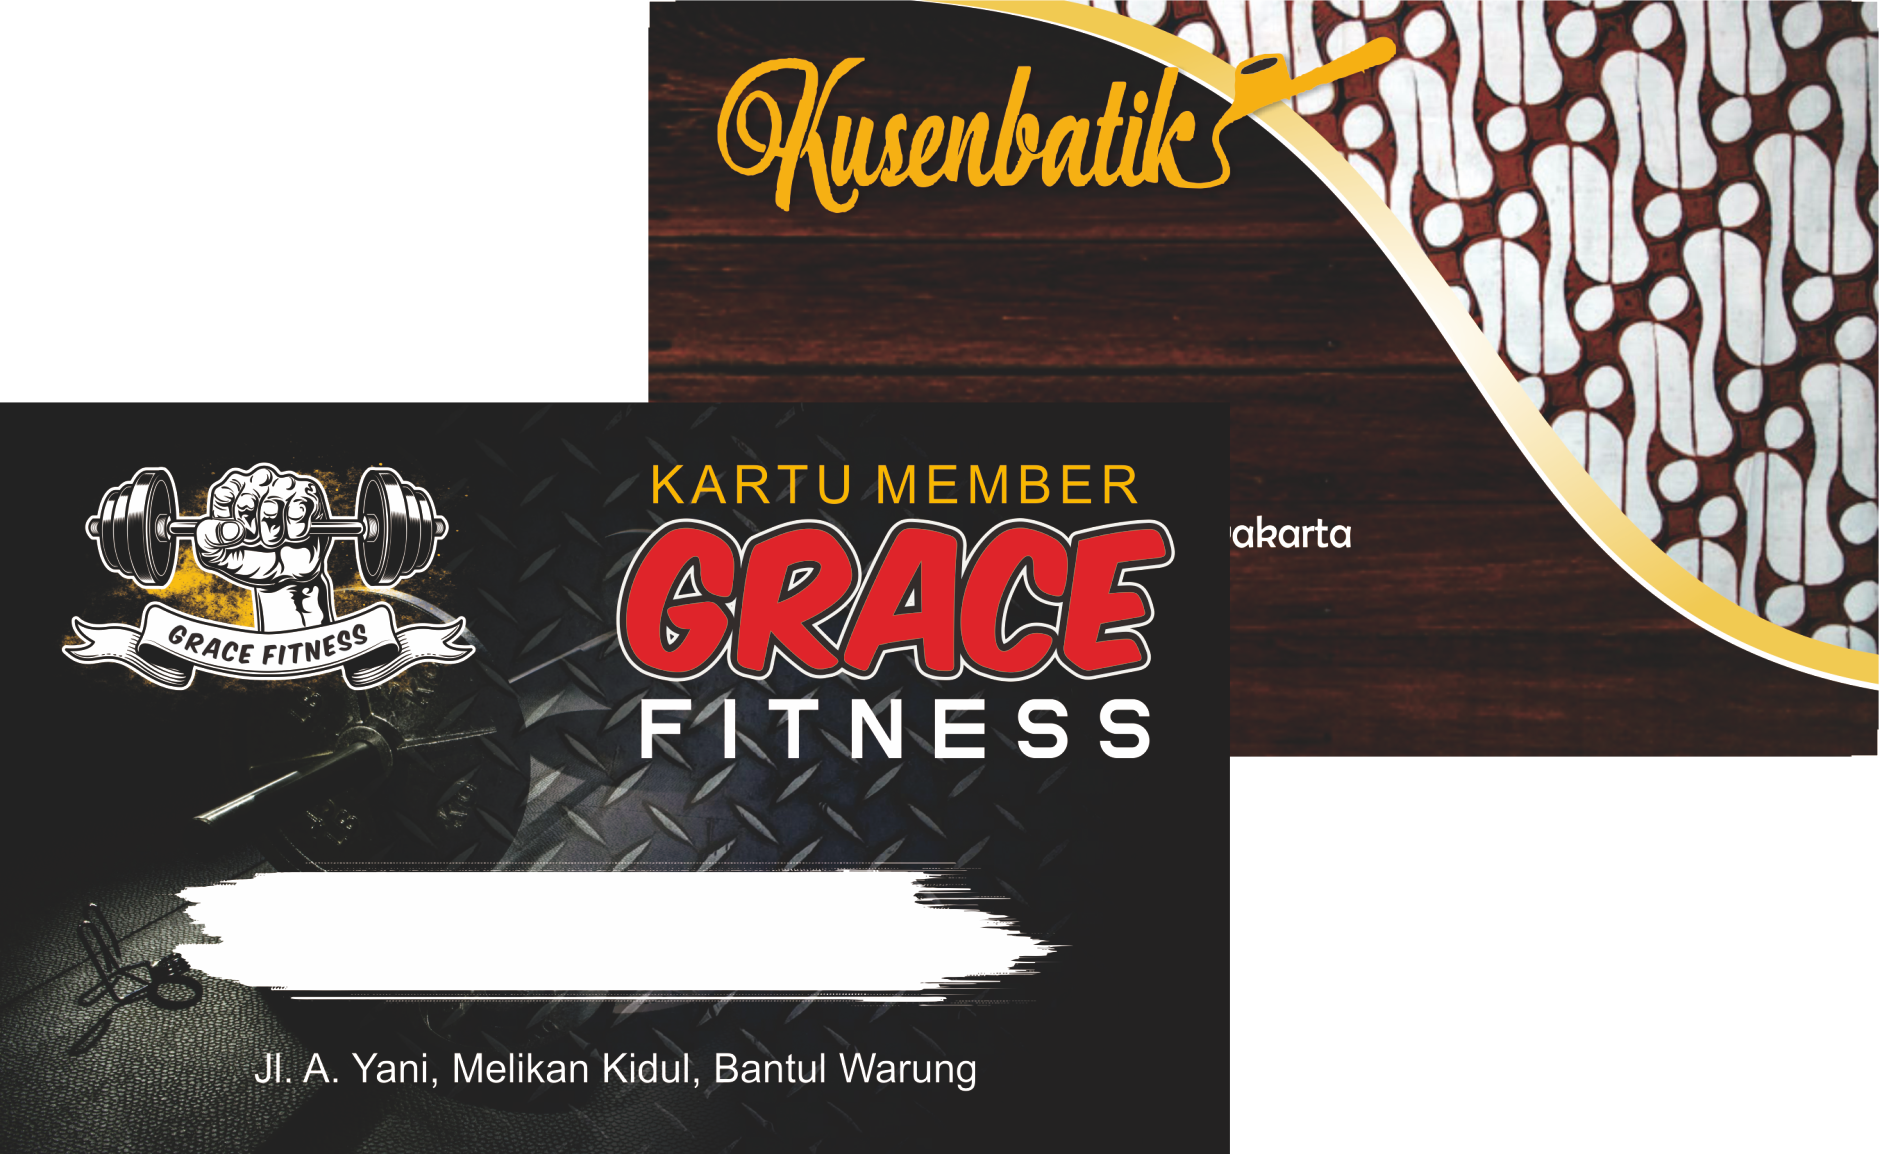 Kusenbatik
akarta
KARTU MEMBER
GRACE
FITNESS
GRACE FITNESS
Jl. A. Yani, Melikan Kidul, Bantul Warung